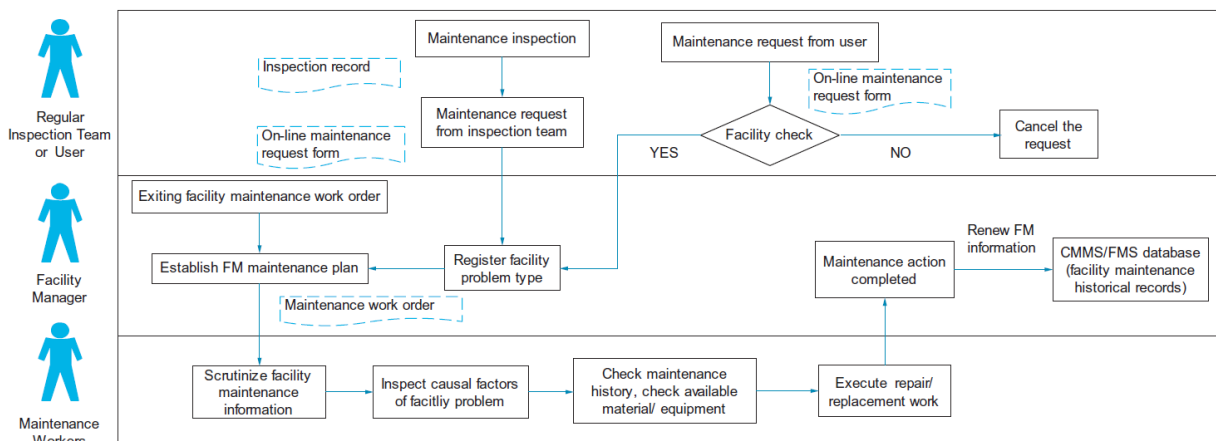 Maintenance inspection
Maintenance request from user
Inspection record
On-line maintenance
request form
Maintenance request
from inspection team
On-line maintenance
request form
Facility check
YES
NO
Cancel the
request
Regular
Inspection Team
or User
Exiting facility maintenance work order
Establish FM maintenance plan
Register facility
problem type
Maintenance work order
Maintenance action
completed
Renew FM
information
CMMS/FMS database
(facility maintenance
historical records)
Facility
Manager
Scrutinize facility
maintenance
information
Inspect causal factors
of facitliy problem
Check maintenance
history, check available
material/ equipment
Execute repair/
replacement work
Maintenance
Workers